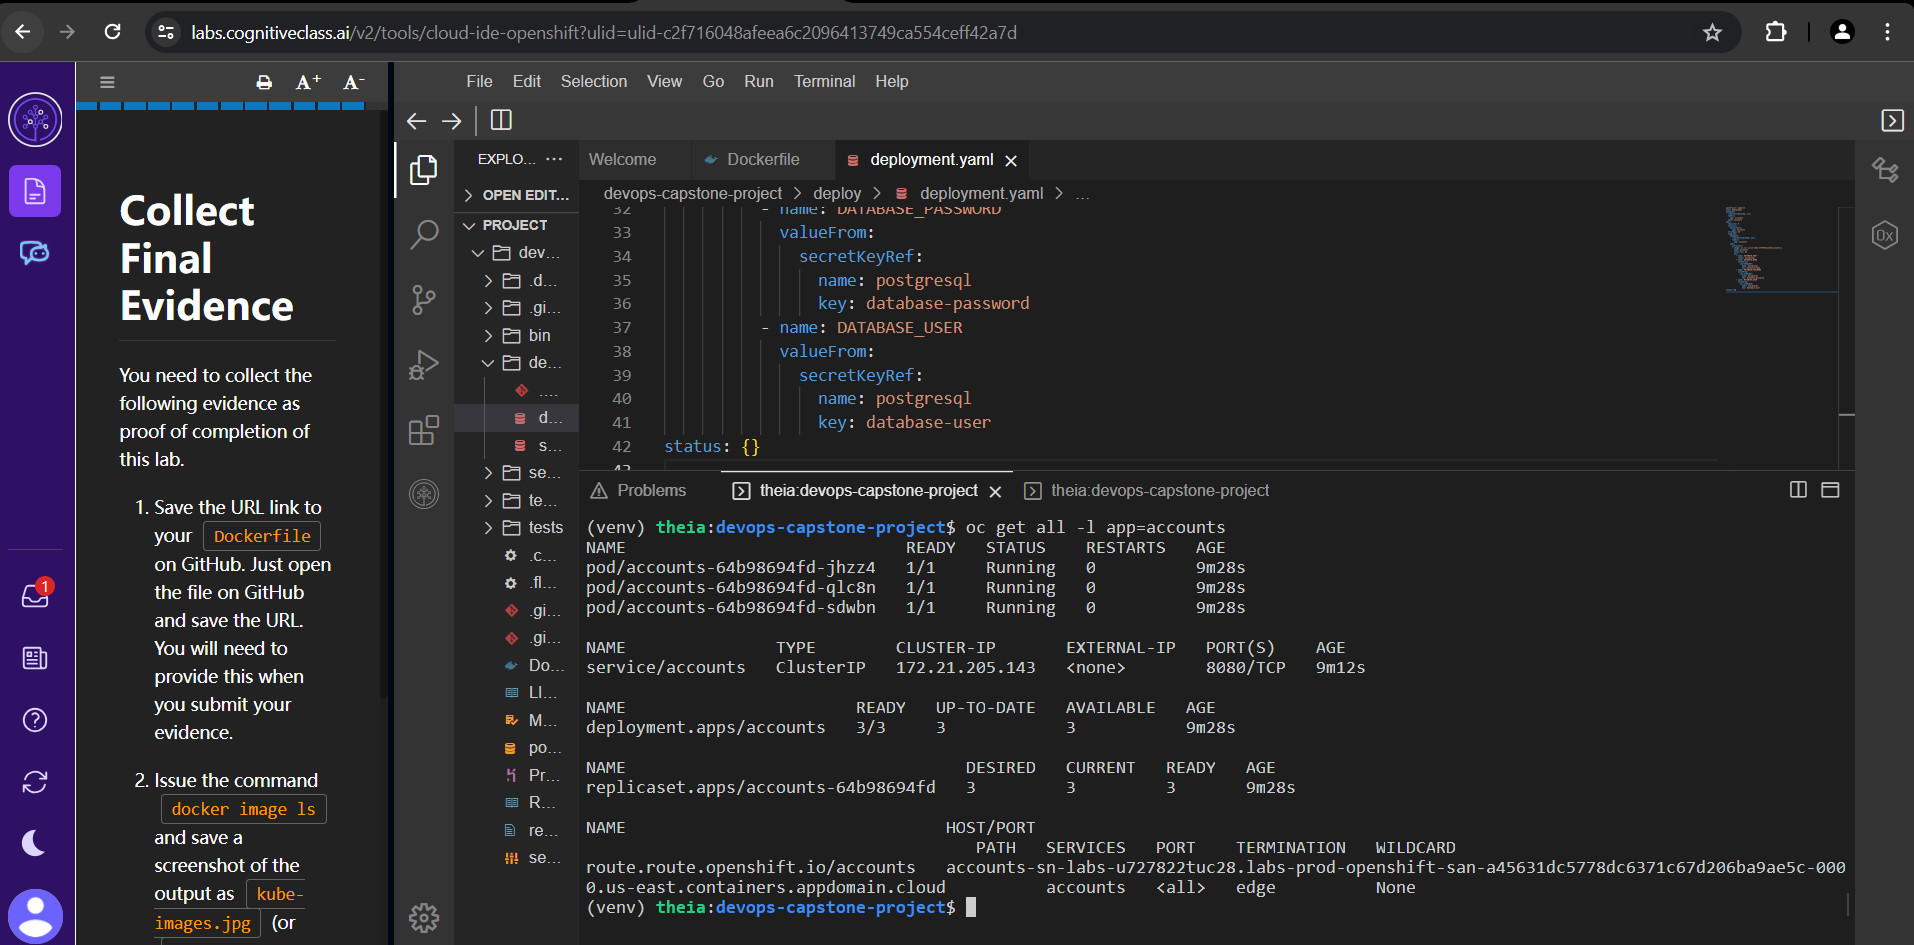 labs.cognitiveclass.ai/v2/tools/cloud-ide-openshift?ulid=ulid-c2f716048afeea6c2096413749ca554ceff42a7d
A+ A-
1
Collect
Final
Evidence
You need to collect the
following evidence as
proof of completion of
this lab.
1. Save the URL link to
your Dockerfile
on GitHub. Just open
the file on GitHub
and save the URL.
You will need to
provide this when
you submit your
evidence.
2. Issue the command
docker image ls
and save a
screenshot of the
output as kube-
images.jpg (or
File Edit Selection View Go Run Terminal Help
EXPLO... ...
OPEN EDIT...
PROJECT
dev...
.d...
.gi...
bin
de...
....
d...
s...
se...
te...
tests
.c...
.fl...
.gi...
.gi...
Do...
LI...
M...
po...
Pr...
R...
re...
se...
Welcome Dockerfile deployment.yaml
devops-capstone-project > deploy > deployment.yaml > ...
32 - name: DATABASE_PASSWORD
33 valueFrom:
34 secretKeyRef:
35 name: postgresql
36 key: database-password
37 - name: DATABASE_USER
38 valueFrom:
39 secretKeyRef:
40 name: postgresql
41 key: database-user
42 status: {}
43
Problems theia:devops-capstone-project theia:devops-capstone-project
(venv) theia:devops-capstone-project$ oc get all -l app=accounts
NAME READY STATUS RESTARTS AGE
pod/accounts-64b98694fd-jhzz4 1/1 Running 0 9m28s
pod/accounts-64b98694fd-qlc8n 1/1 Running 0 9m28s
pod/accounts-64b98694fd-sdwbn 1/1 Running 0 9m28s
NAME TYPE CLUSTER-IP EXTERNAL-IP PORT(S) AGE
service/accounts ClusterIP 172.21.205.143 <none> 8080/TCP 9m12s
NAME READY UP-TO-DATE AVAILABLE AGE
deployment.apps/accounts 3/3 3 3 9m28s
NAME DESIRED CURRENT READY AGE
replicaset.apps/accounts-64b98694fd 3 3 3 9m28s
NAME HOST/PORT
PATH SERVICES PORT TERMINATION WILDCARD
route.route.openshift.io/accounts accounts-sn-labs-u727822tuc28.labs-prod-openshift-san-a45631dc5778dc6371c67d206ba9ae5c-000
0.us-east.containers.appdomain.cloud accounts <all> edge None
(venv) theia:devops-capstone-project$